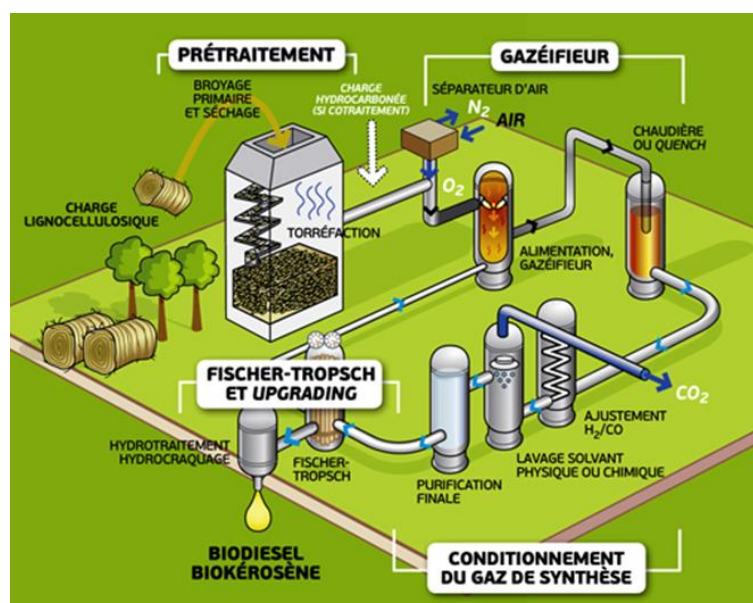 PRÉTRAITEMENT
BROYAGE
PRIMAIRE
ET SÉCHAGE
CHARGE
HYDROCARBONÉE
(SI COTRAITEMENT)
GAZÉIFIEUR
SÉPARATEUR D'AIR
N2
AIR
O2
CHAUDIÈRE
OU QUENCH
CHARGE
LIGNOCELLULOSIQUE
TORRÉFACTION
ALIMENTATION,
GAZÉIFIEUR
FISCHER-TROPSCH
ET UPGRADING
HYDROTRAITEMENT
HYDROCRAQUAGE
FISCHER-
TROPSCH
CO2
AJUSTEMENT
H2/CO
LAVAGE SOLVANT
PHYSIQUE OU CHIMIQUE
PURIFICATION
FINALE
BIODIESEL
BIOKÉROSÈNE
CONDITIONNEMENT
DU GAZ DE SYNTHÈSE